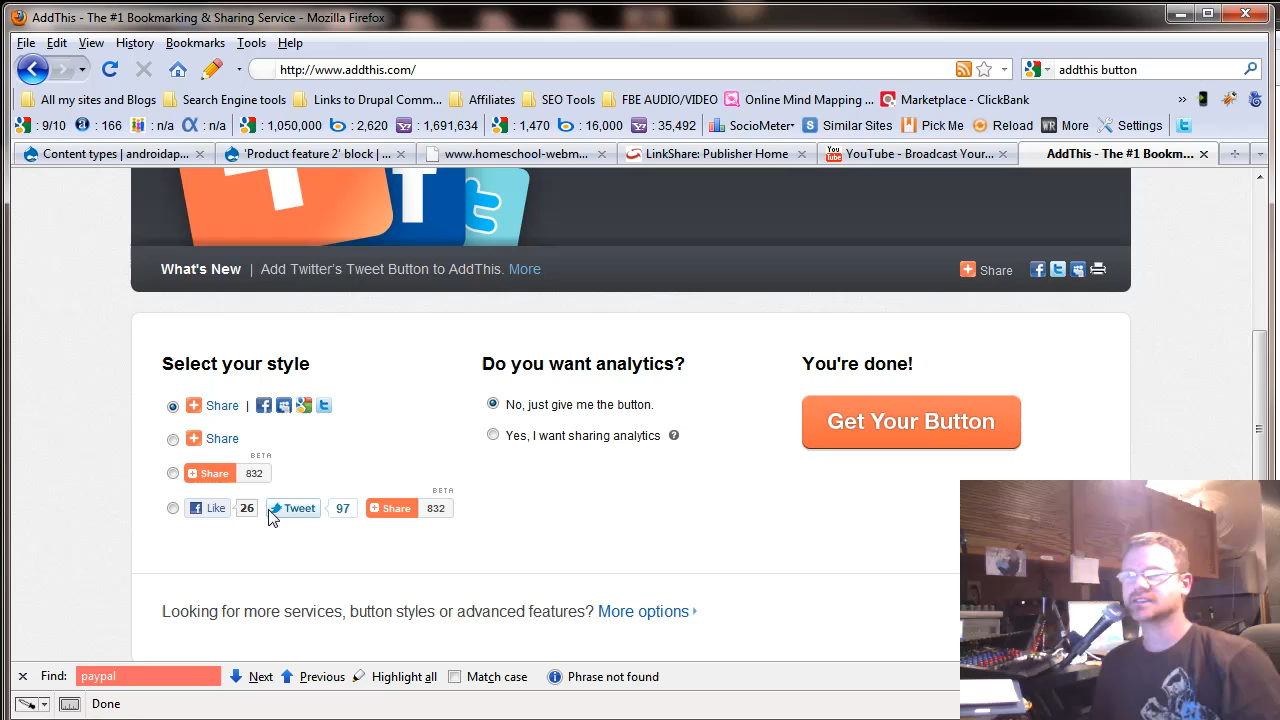 AddThis - The #1 Bookmarking & Sharing Service - Mozilla Firefox
File Edit View History Bookmarks Tools Help
http://www.addthis.com/ addthis button
All my sites and Blogs Search Engine tools Links to Drupal Comm... Affiliates SEO Tools FBE AUDIO/VIDEO Online Mind Mapping ... Marketplace - ClickBank »
: 9/10 : 166 : n/a : n/a : 1,050,000 : 2,620 : 1,691,634 : 1,470 : 16,000 : 35,492 SocioMeter Similar Sites Pick Me Reload WR More Settings
Content types | androidap... 'Product feature 2' block | ... www.homeschool-webm... LinkShare: Publisher Home YouTube - Broadcast Your... AddThis - The #1 Bookm...
What's New | Add Twitter's Tweet Button to AddThis. More Share
Select your style Do you want analytics? You're done!
Share | No, just give me the button. Get Your Button
Share Yes, I want sharing analytics ?
BETA
Share 832
BETA
Like 26 Tweet 97 Share 832
Looking for more services, button styles or advanced features? More options
Find: paypal Next Previous Highlight all Match case Phrase not found
Done